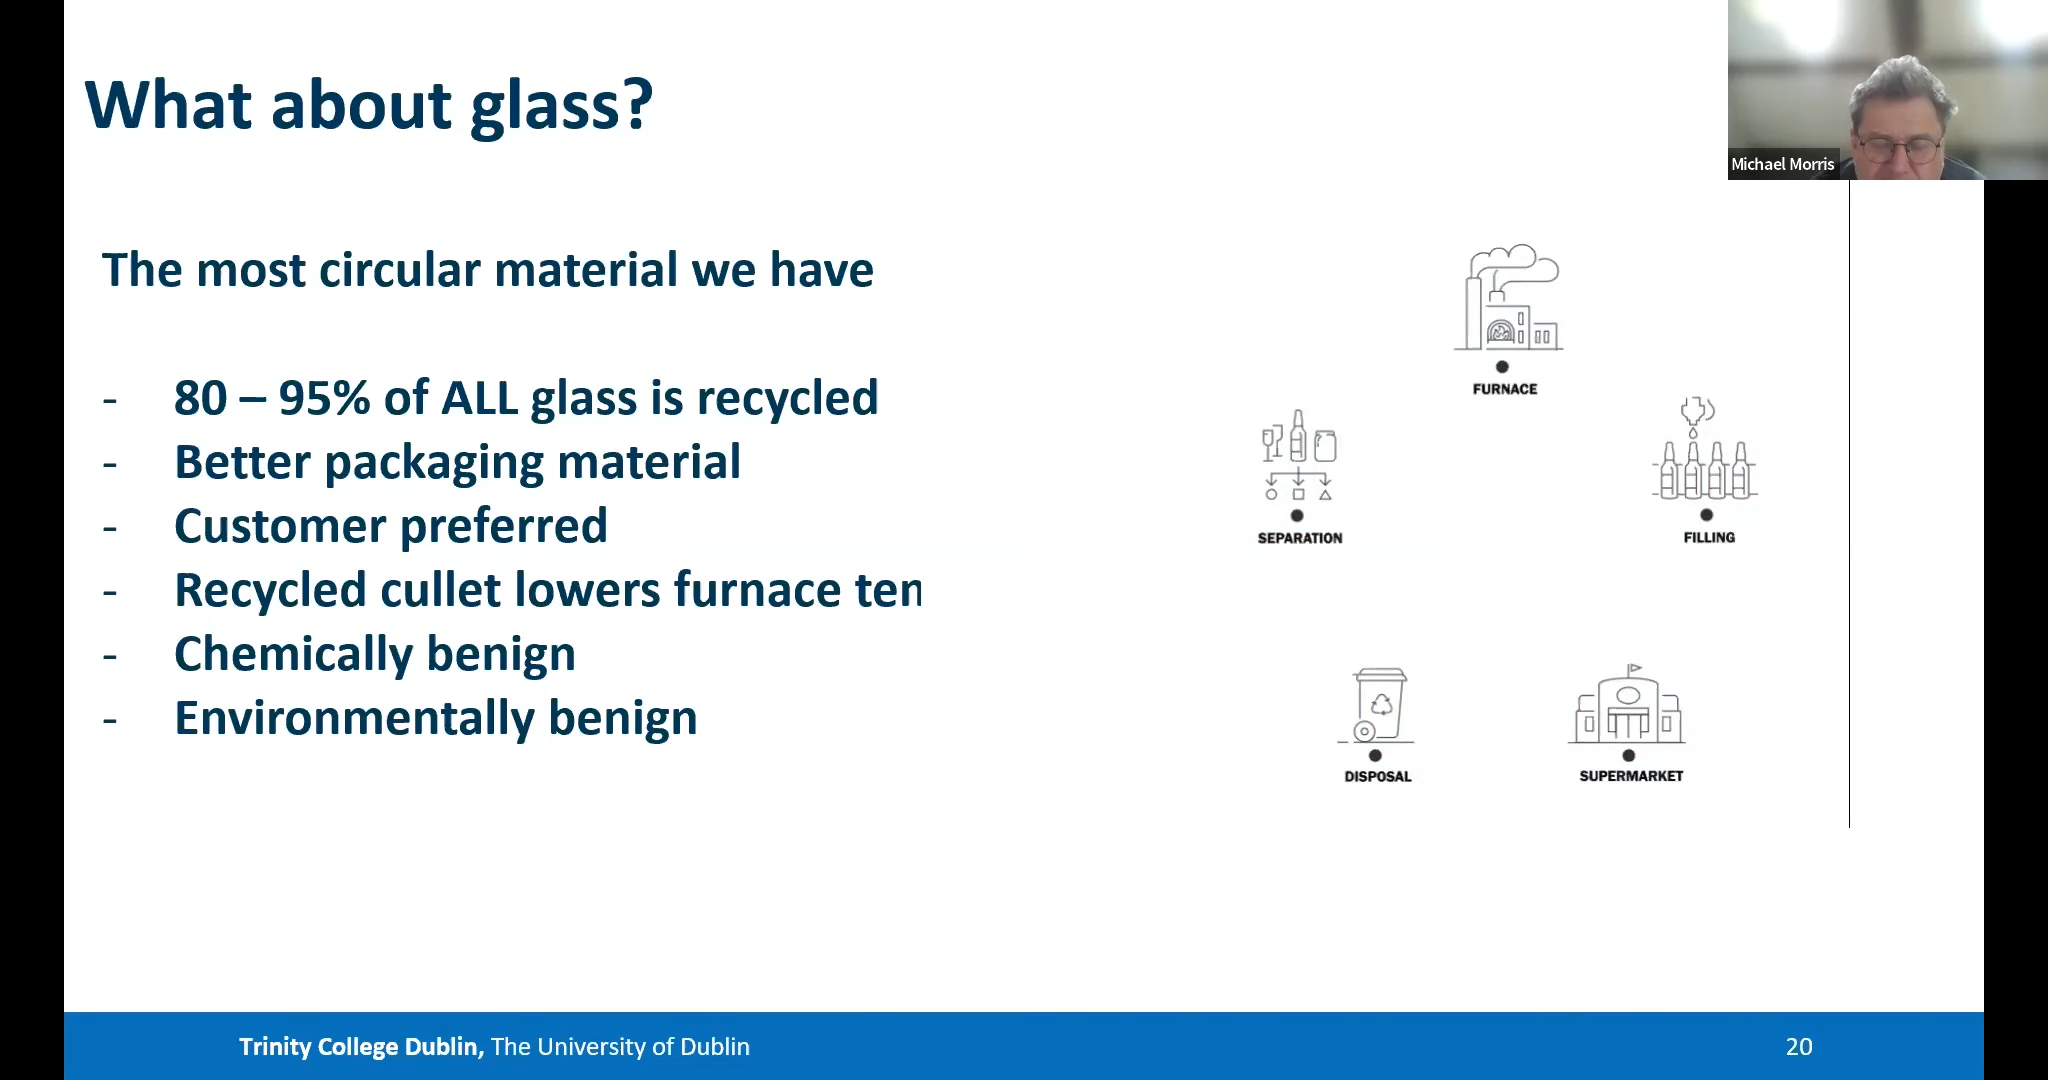 What about glass?
Michael Morris
The most circular material we have
- 80 – 95% of ALL glass is recycled
- Better packaging material
- Customer preferred
- Recycled cullet lowers furnace
- Chemically benign
- Environmentally benign
FURNACE
SEPARATION
FILLING
DISPOSAL
SUPERMARKET
Trinity College Dublin, The University of Dublin
20